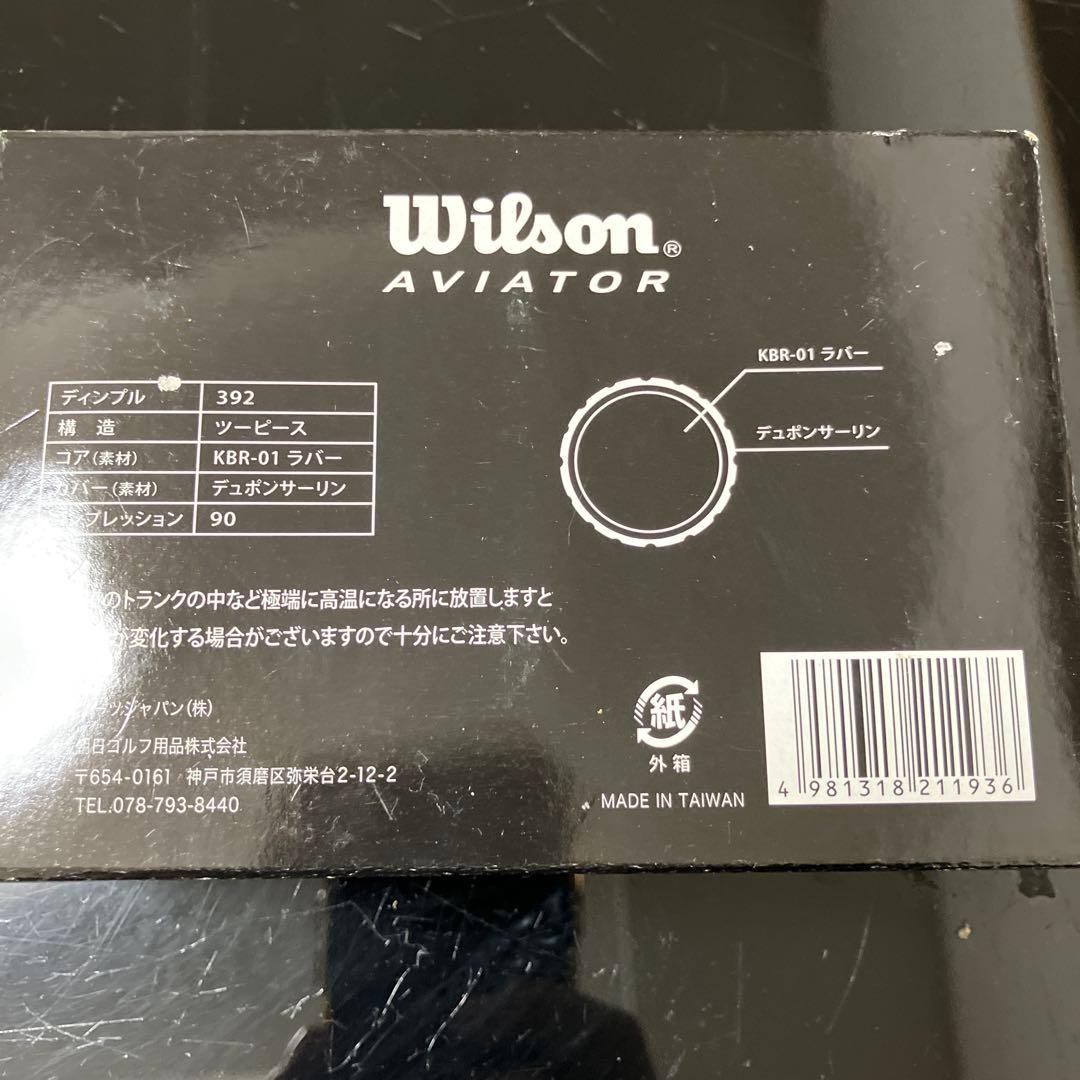 Wilson®
AVIATOR
KBR-01 ラバー
デュポンサーリン
ディンプル 392
構 造 ツーピース
コア（素材） KBR-01 ラバー
バー（素材） デュポンサーリン
プレッション 90
のトランクの中など極端に高温になる所に放置しますと
が変化する場合がございますので十分にご注意下さい。
ツジャパン（株）
ゴルフ用品株式会社
〒654-0161 神戸市須磨区弥栄台2-12-2
TEL.078-793-8440
紙
外箱
MADE IN TAIWAN
4 981318 211936